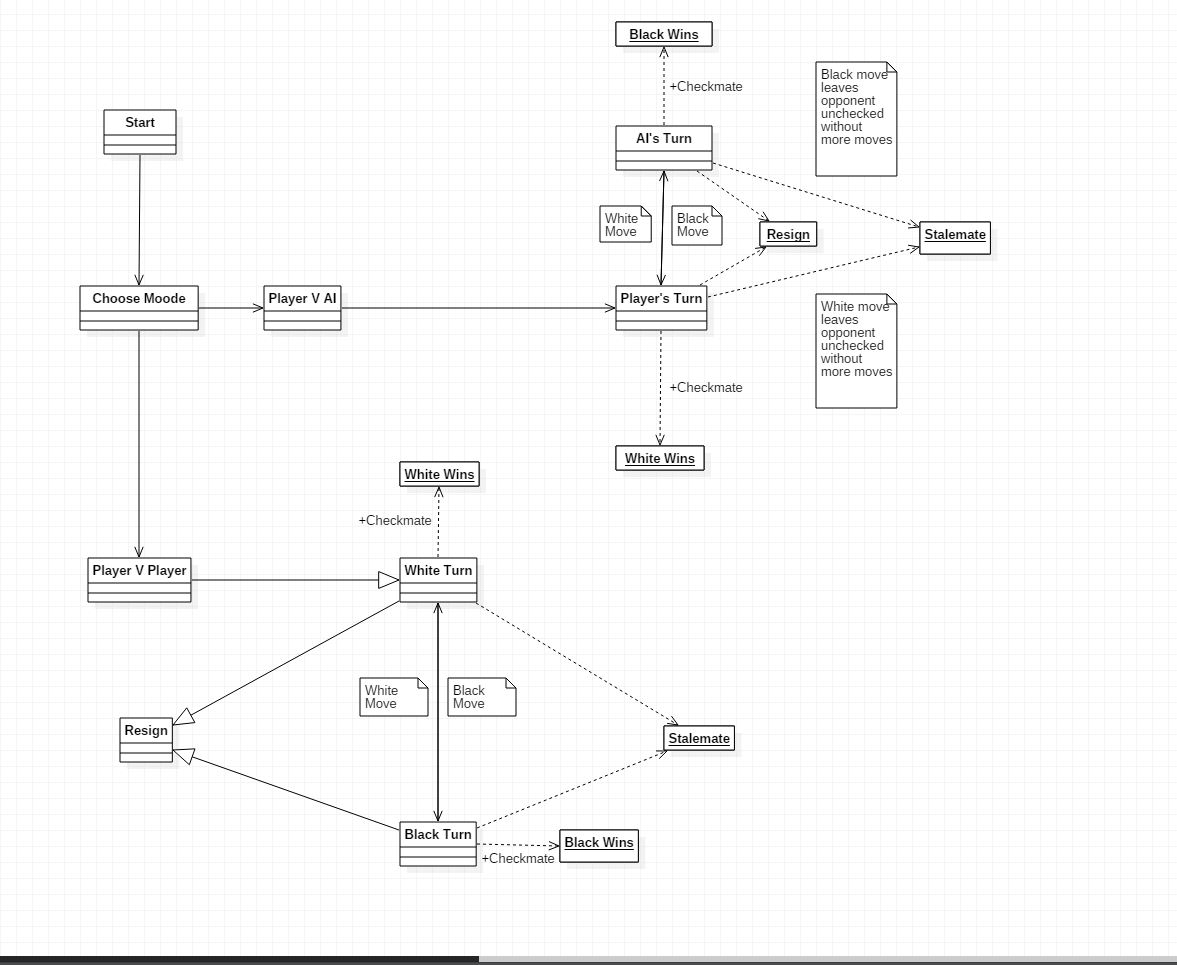 Black Wins
+Checkmate
Black move
leaves
opponent
unchecked
without
more moves
Start
AI's Turn
White
Move
Black
Move
Resign
Stalemate
Choose Moode
Player V AI
Player's Turn
White move
leaves
opponent
unchecked
without
more moves
+Checkmate
White Wins
White Wins
+Checkmate
Player V Player
White Turn
White
Move
Black
Move
Resign
Stalemate
Black Turn
Black Wins
+Checkmate